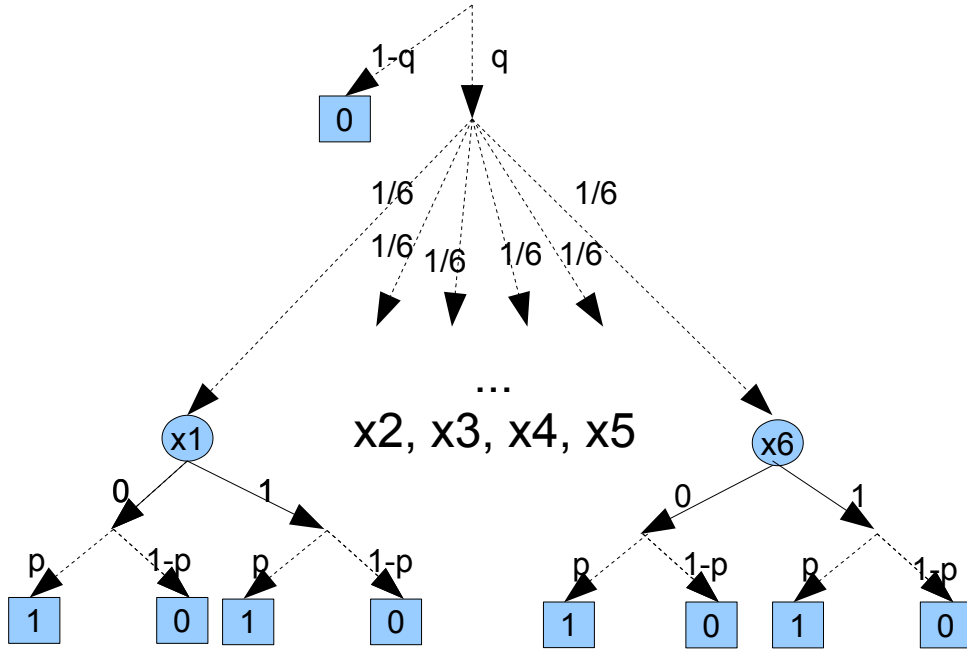 1-q q
0
1/6 1/6
1/6 1/6 1/6 1/6
...
x1 x2, x3, x4, x5 x6
0 1 0 1
p 1-p p 1-p p 1-p p 1-p
1 0 1 0 1 0 1 0